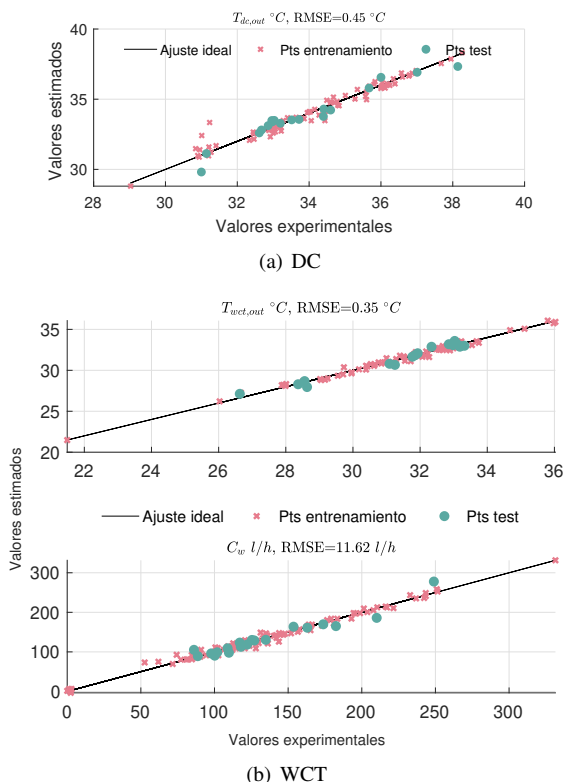 T_{dc,out} °C, RMSE=0.45 °C
Ajuste ideal Pts entrenamiento Pts test
Valores estimados
40
35
30
28 30 32 34 36 38 40
Valores experimentales
(a) DC
T_{wct,out} °C, RMSE=0.35 °C
35
30
25
20
22 24 26 28 30 32 34 36
Valores estimados
Ajuste ideal Pts entrenamiento Pts test
C_w l/h, RMSE=11.62 l/h
300
200
100
0
0 50 100 150 200 250 300
Valores experimentales
(b) WCT